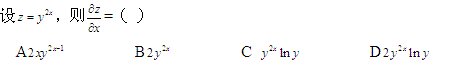 设 z = y^{2x}，则 ∂z/∂x =（ ）
A 2xy^{2x-1} B 2y^{2x} C y^{2x} ln y D 2y^{2x} ln y